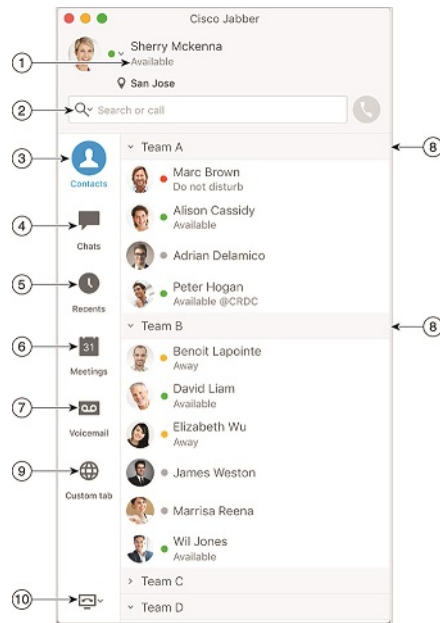 Cisco Jabber
Sherry Mckenna
1
Available
San Jose
2
Search or call
3
Contacts
Team A
8
Marc Brown
Do not disturb
4
Chats
Alison Cassidy
Available
Adrian Delamico
5
Recents
Peter Hogan
Available @CRDC
Team B
8
6
31
Meetings
Benoit Lapointe
Away
David Liam
Available
7
Voicemail
Elizabeth Wu
Away
9
Custom tab
James Weston
Marrisa Reena
Wil Jones
Available
Team C
10
Team D